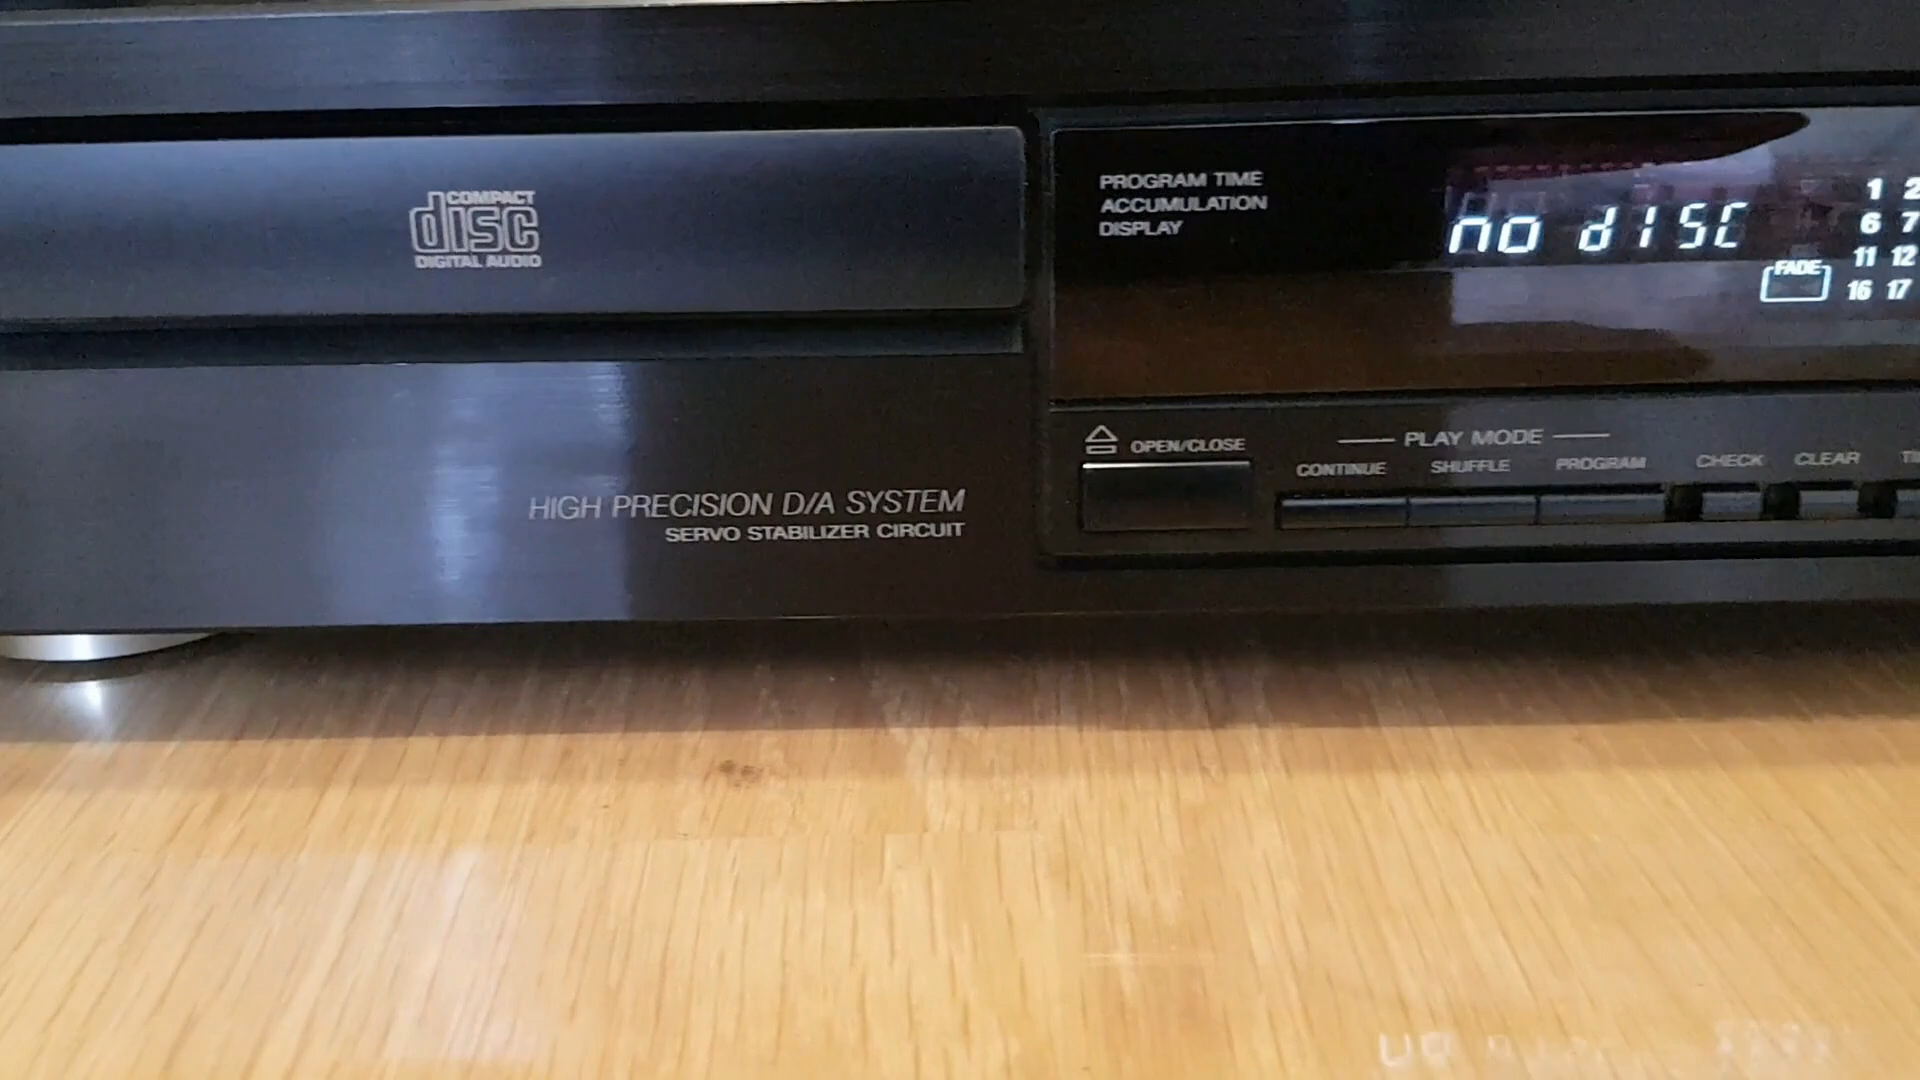 COMPACT
disc
DIGITAL AUDIO
PROGRAM TIME
ACCUMULATION
DISPLAY
no dISC
1 2
6 7
11 12
16 17
FADE
OPEN/CLOSE
PLAY MODE
CONTINUE SHUFFLE PROGRAM CHECK CLEAR
HIGH PRECISION D/A SYSTEM
SERVO STABILIZER CIRCUIT